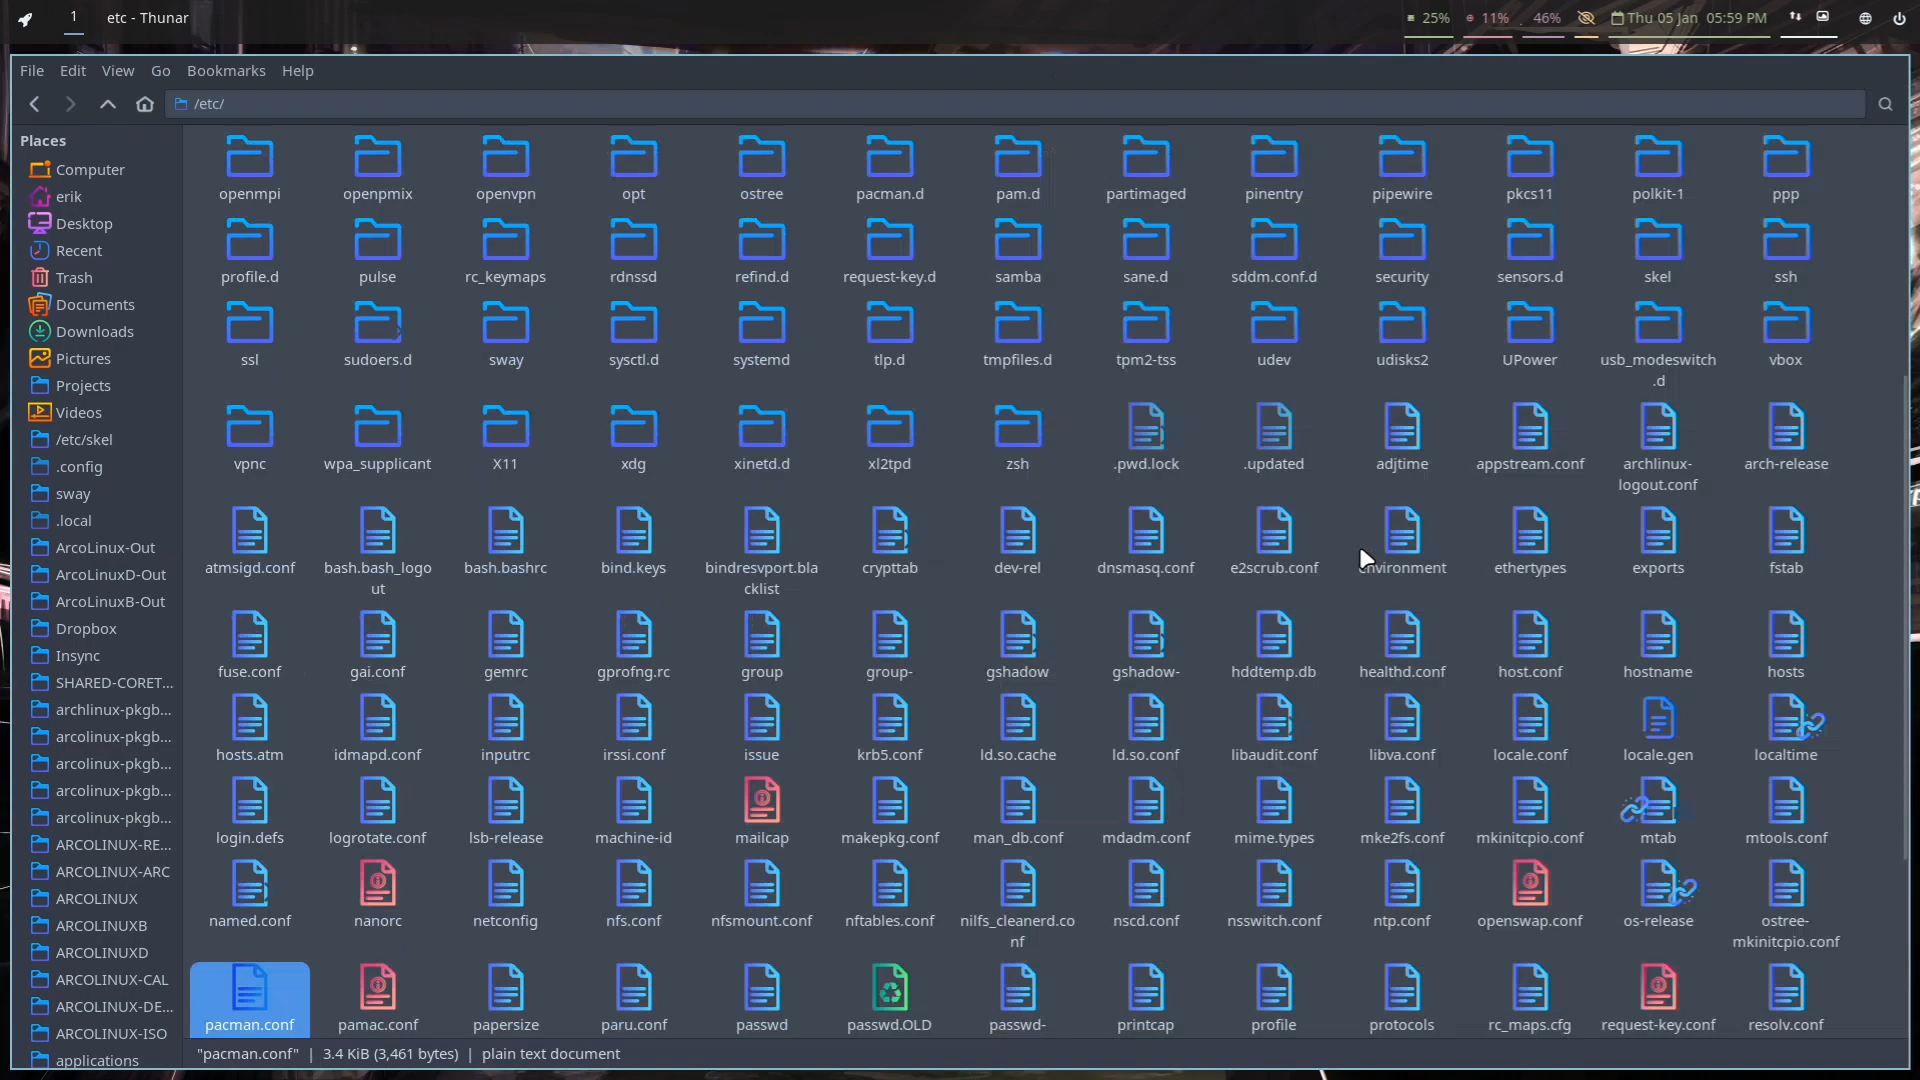 1 etc - Thunar 25% 11% 46% Thu 05 Jan 05:59 PM
File Edit View Go Bookmarks Help
/etc/
Places
Computer
erik
Desktop
Recent
Trash
Documents
Downloads
Pictures
Projects
Videos
/etc/skel
.config
sway
.local
ArcoLinux-Out
ArcoLinuxD-Out
ArcoLinuxB-Out
Dropbox
Insync
SHARED-CORET...
archlinux-pkgb...
arcolinux-pkgb...
arcolinux-pkgb...
arcolinux-pkgb...
arcolinux-pkgb...
ARCOLINUX-RE...
ARCOLINUX-ARC
ARCOLINUX
ARCOLINUXB
ARCOLINUXD
ARCOLINUX-CAL
ARCOLINUX-DE...
ARCOLINUX-ISO
applications
openmpi openpmix openvpn opt ostree pacman.d pam.d partimaged pinentry pipewire pkcs11 polkit-1 ppp
profile.d pulse rc_keymaps rdnssd refind.d request-key.d samba sane.d sddm.conf.d security sensors.d skel ssh
ssl sudoers.d sway sysctl.d systemd tlp.d tmpfiles.d tpm2-tss udev udisks2 UPower usb_modeswitch vbox
.d
vpnc wpa_supplicant X11 xdg xinetd.d xl2tpd zsh .pwd.lock .updated adjtime appstream.conf archlinux- arch-release
logout.conf
atmsigd.conf bash.bash_logo bash.bashrc bind.keys bindresvport.bla crypttab dev-rel dnsmasq.conf e2scrub.conf environment ethertypes exports fstab
ut cklist
fuse.conf gai.conf gemrc gprofng.rc group group- gshadow gshadow- hddtemp.db healthd.conf host.conf hostname hosts
hosts.atm idmapd.conf inputrc irssi.conf issue krb5.conf ld.so.cache ld.so.conf libaudit.conf libva.conf locale.conf locale.gen localtime
login.defs logrotate.conf lsb-release machine-id mailcap makepkg.conf man_db.conf mdadm.conf mime.types mke2fs.conf mkinitcpio.conf mtab mtools.conf
named.conf nanorc netconfig nfs.conf nfsmount.conf nftables.conf nilfs_cleanerd.co nscd.conf nsswitch.conf ntp.conf openswap.conf os-release ostree-
nf mkinitcpio.conf
pacman.conf pamac.conf papersize paru.conf passwd passwd.OLD passwd- printcap profile protocols rc_maps.cfg request-key.conf resolv.conf
"pacman.conf" | 3.4 KiB (3,461 bytes) | plain text document